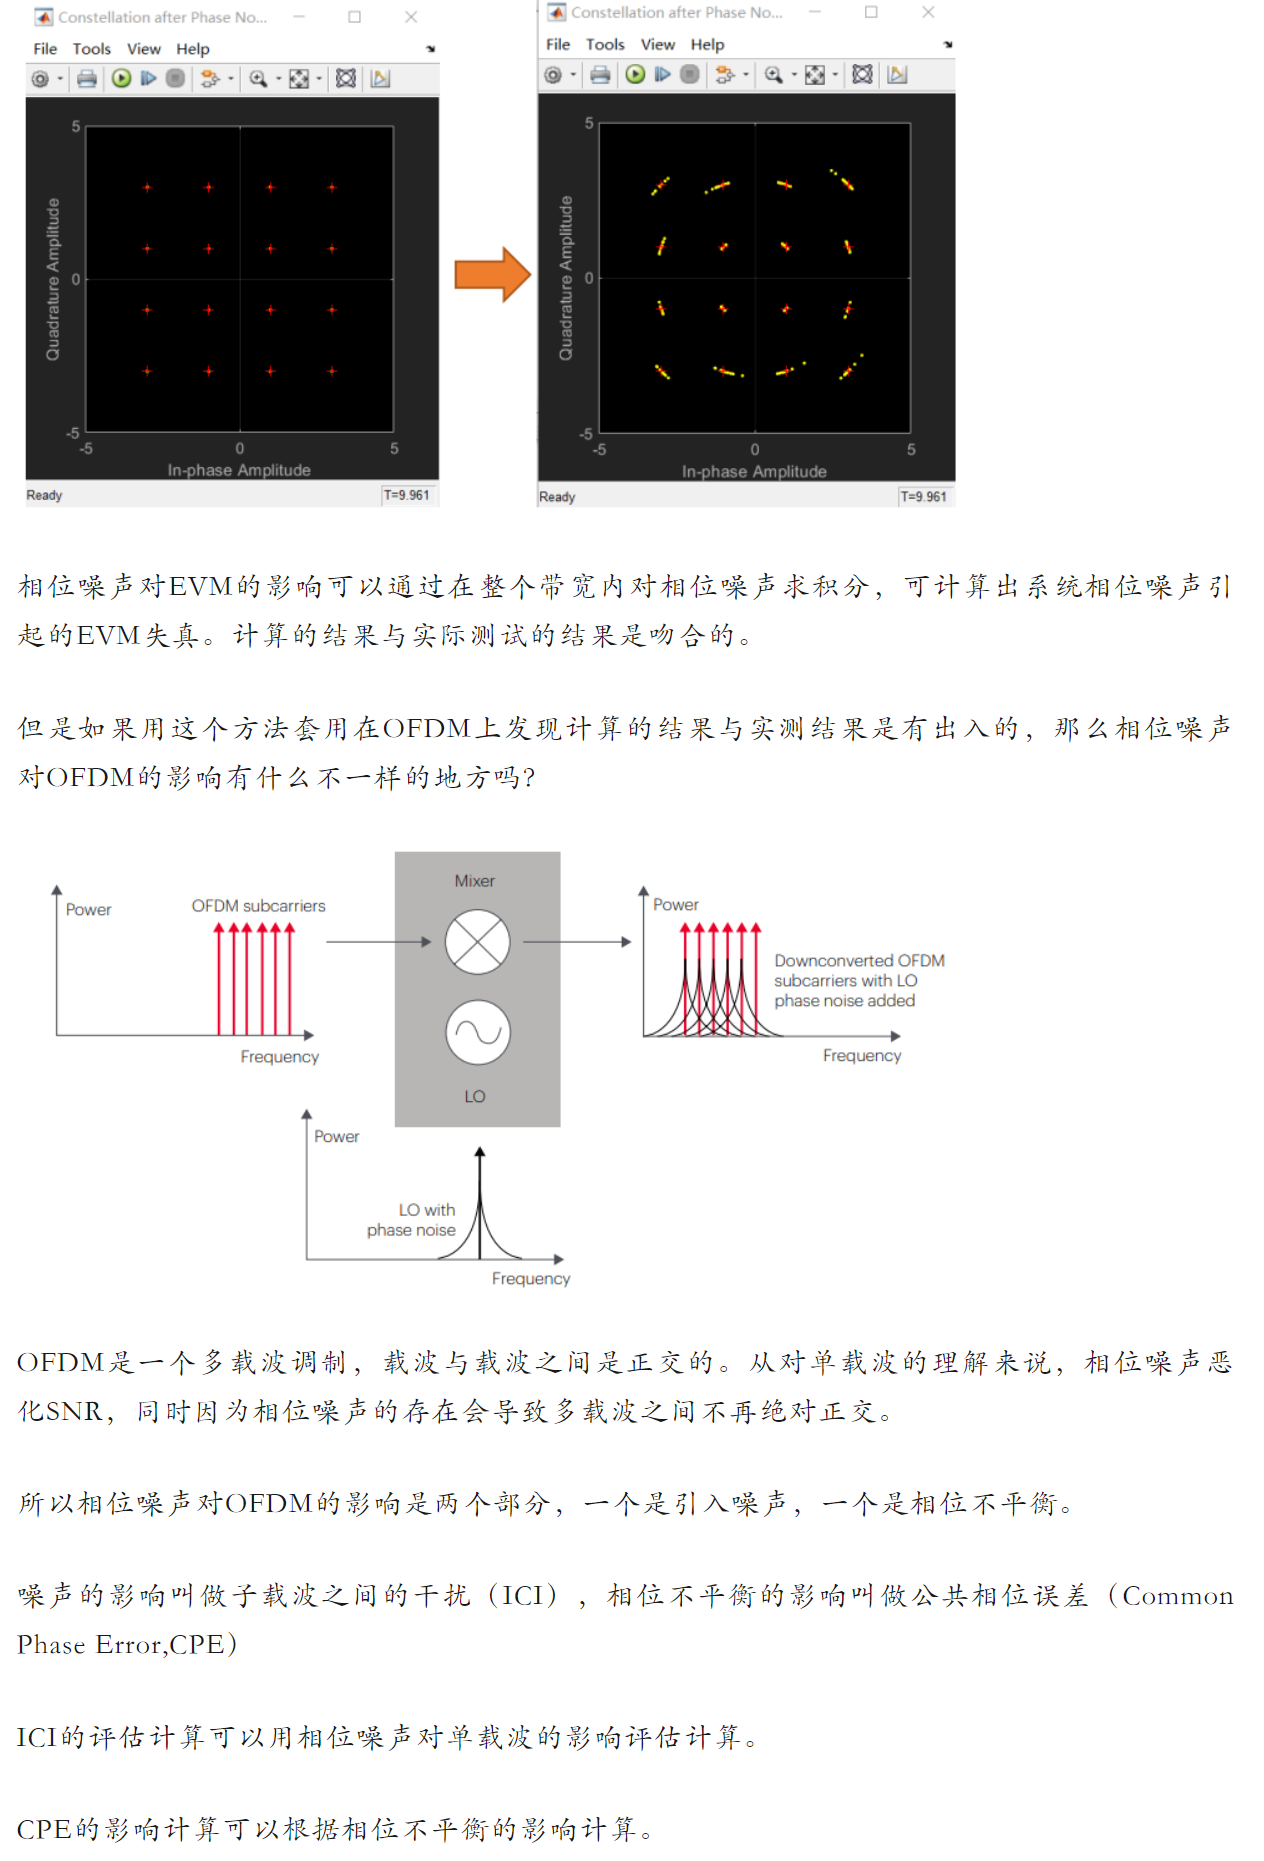 Constellation after Phase No...
File Tools View Help
5
0
-5
-5 0 5
Quadrature Amplitude
In-phase Amplitude
Ready T=9.961
Constellation after Phase No...
File Tools View Help
5
0
-5
-5 0 5
Quadrature Amplitude
In-phase Amplitude
Ready T=9.961
相位噪声对EVM的影响可以通过在整个带宽内对相位噪声求积分，可计算出系统相位噪声引
起的EVM失真。计算的结果与实际测试的结果是吻合的。
但是如果用这个方法套用在OFDM上发现计算的结果与实测结果是有出入的，那么相位噪声
对OFDM的影响有什么不一样的地方吗?
Power
OFDM subcarriers
Frequency
Mixer
LO
Power
Downconverted OFDM
subcarriers with LO
phase noise added
Frequency
Power
LO with
phase noise
Frequency
OFDM是一个多载波调制，载波与载波之间是正交的。从对单载波的理解来说，相位噪声恶
化SNR，同时因为相位噪声的存在会导致多载波之间不再绝对正交。
所以相位噪声对OFDM的影响是两个部分，一个是引入噪声，一个是相位不平衡。
噪声的影响叫做子载波之间的干扰（ICI），相位不平衡的影响叫做公共相位误差（Common
Phase Error,CPE）
ICI的评估计算可以用相位噪声对单载波的影响评估计算。
CPE的影响计算可以根据相位不平衡的影响计算。